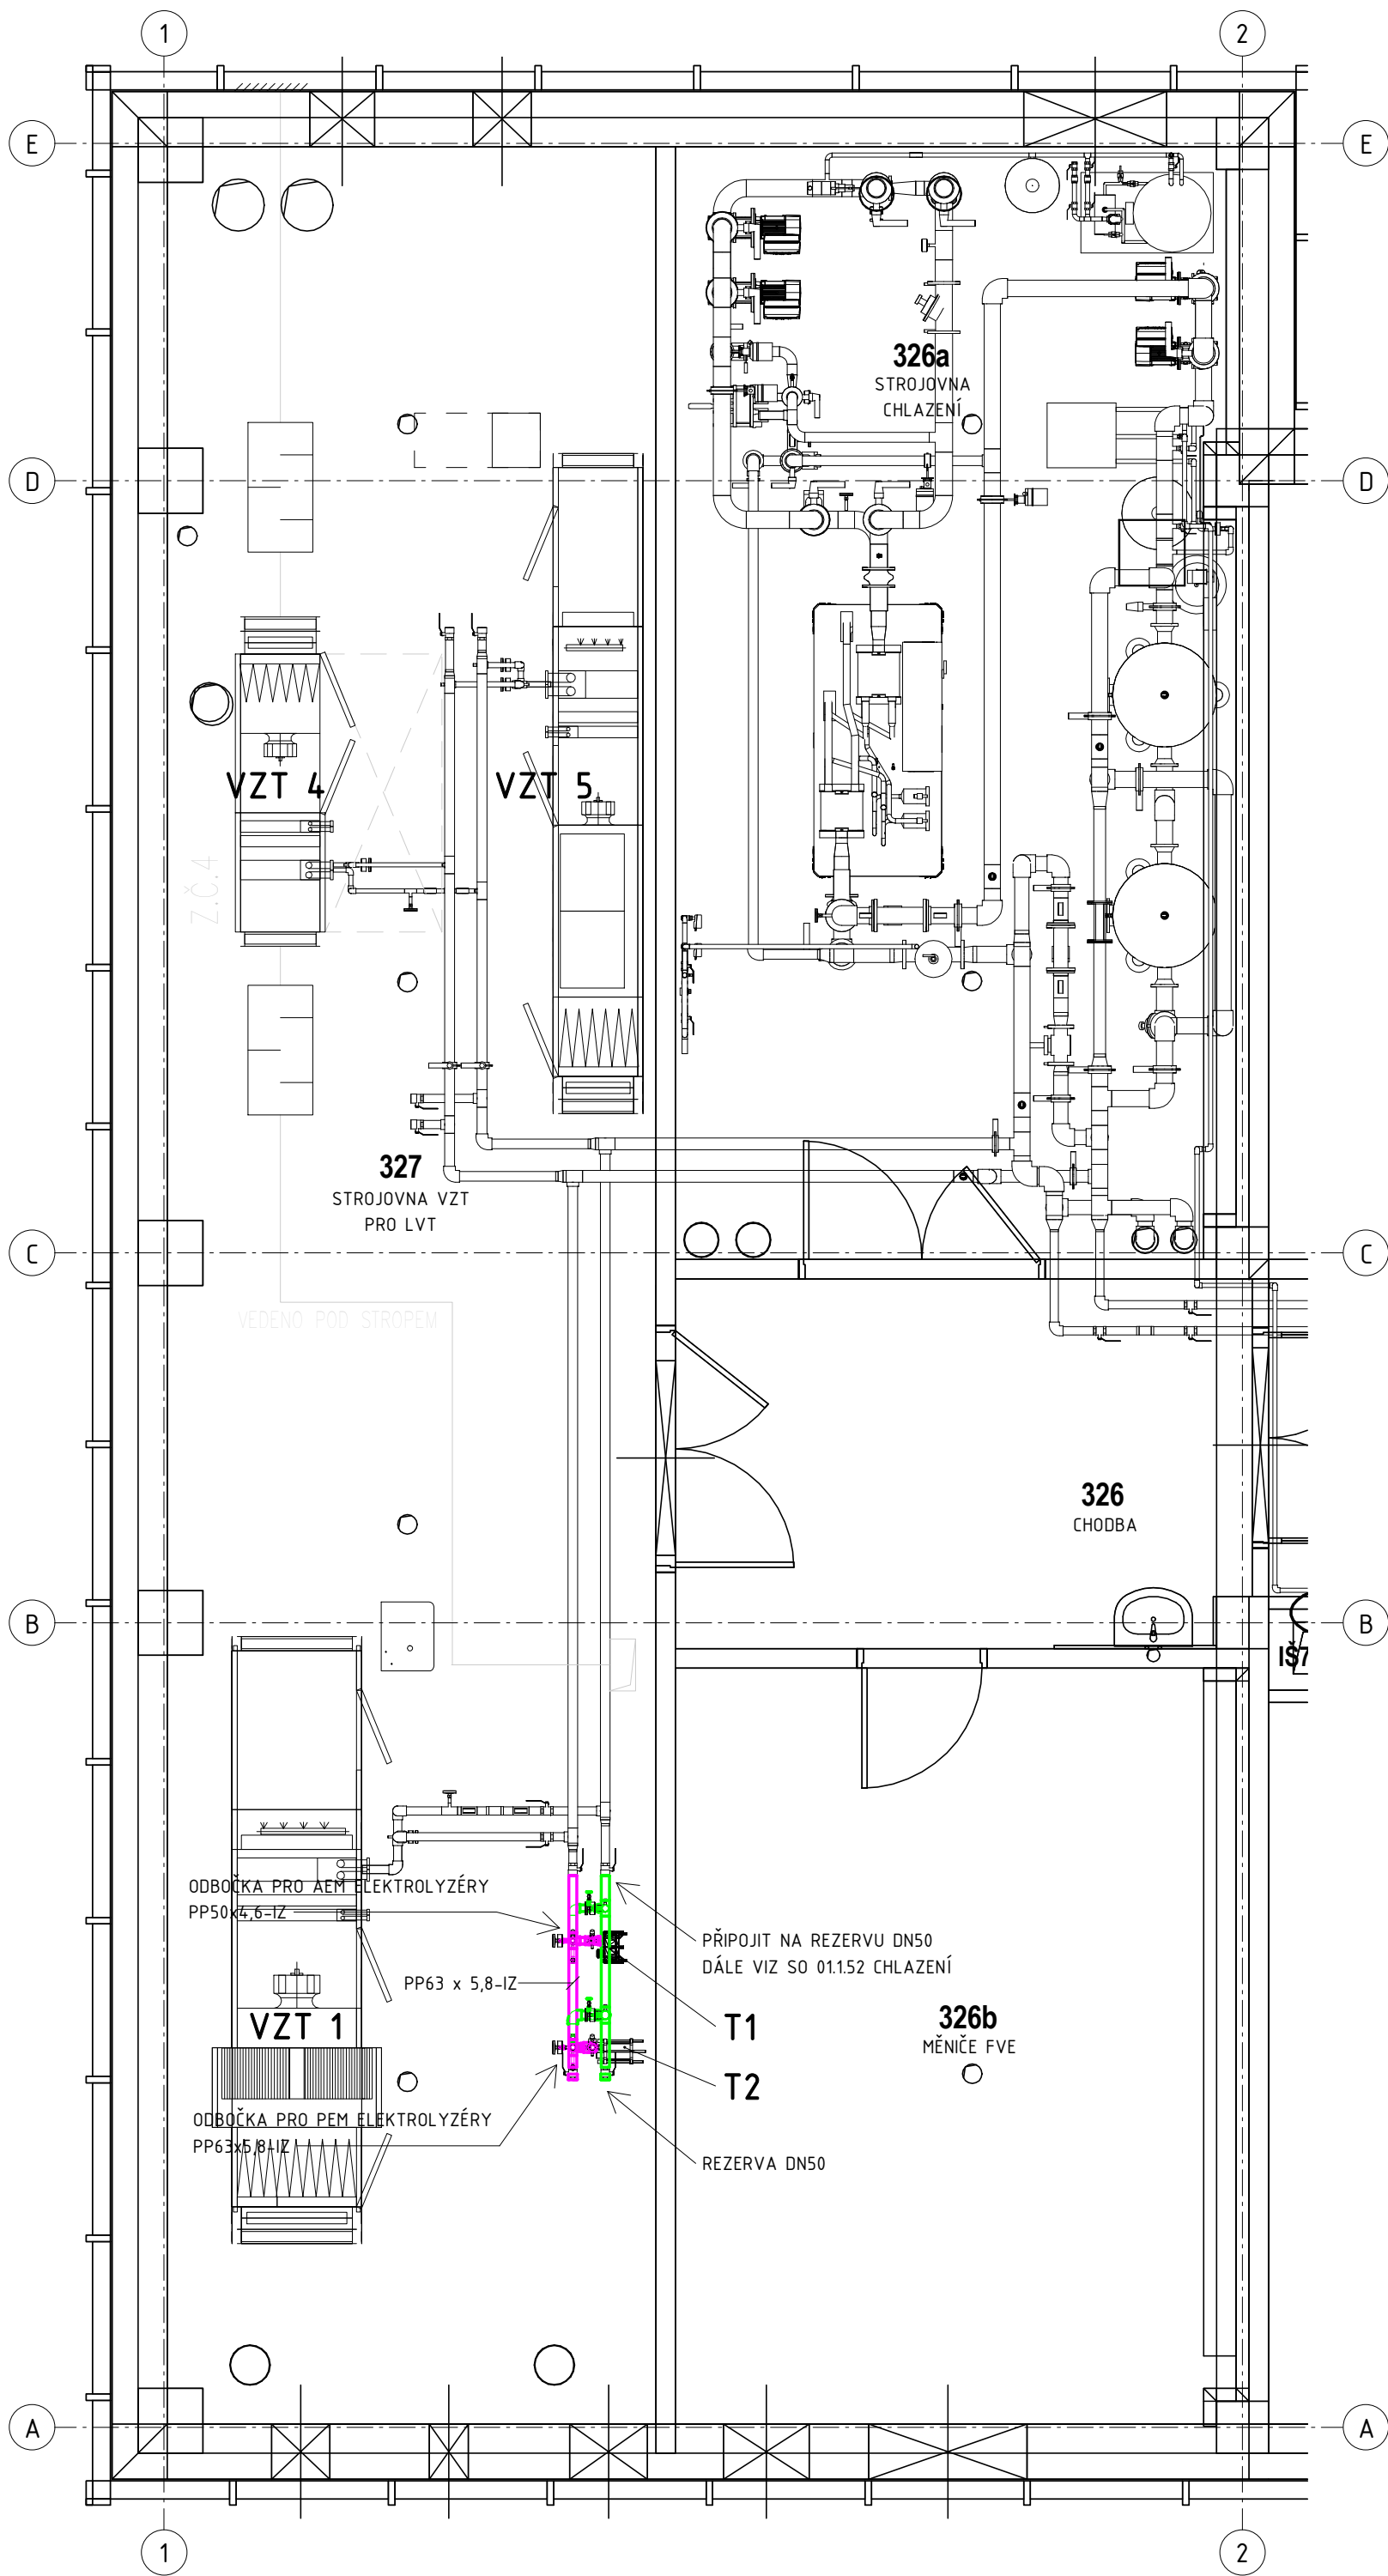 1
2
E
E
326a
STROJOVNA
CHLAZENÍ
D
D
VZT 4
VZT 5
Z.Č.4
327
STROJOVNA VZT
PRO LVT
C
C
VEDENO POD STROPEM
326
CHODBA
B
B
IŠ7
ODBOČKA PRO AEM ELEKTROLYZÉRY
PP50x4,6-IZ
PŘIPOJIT NA REZERVU DN50
DÁLE VIZ SO 01.1.52 CHLAZENÍ
PP63 x 5,8-IZ
VZT 1
T1
326b
MĚNIČE FVE
T2
ODBOČKA PRO PEM ELEKTROLYZÉRY
PP63x5,8-IZ
REZERVA DN50
A
A
1
2